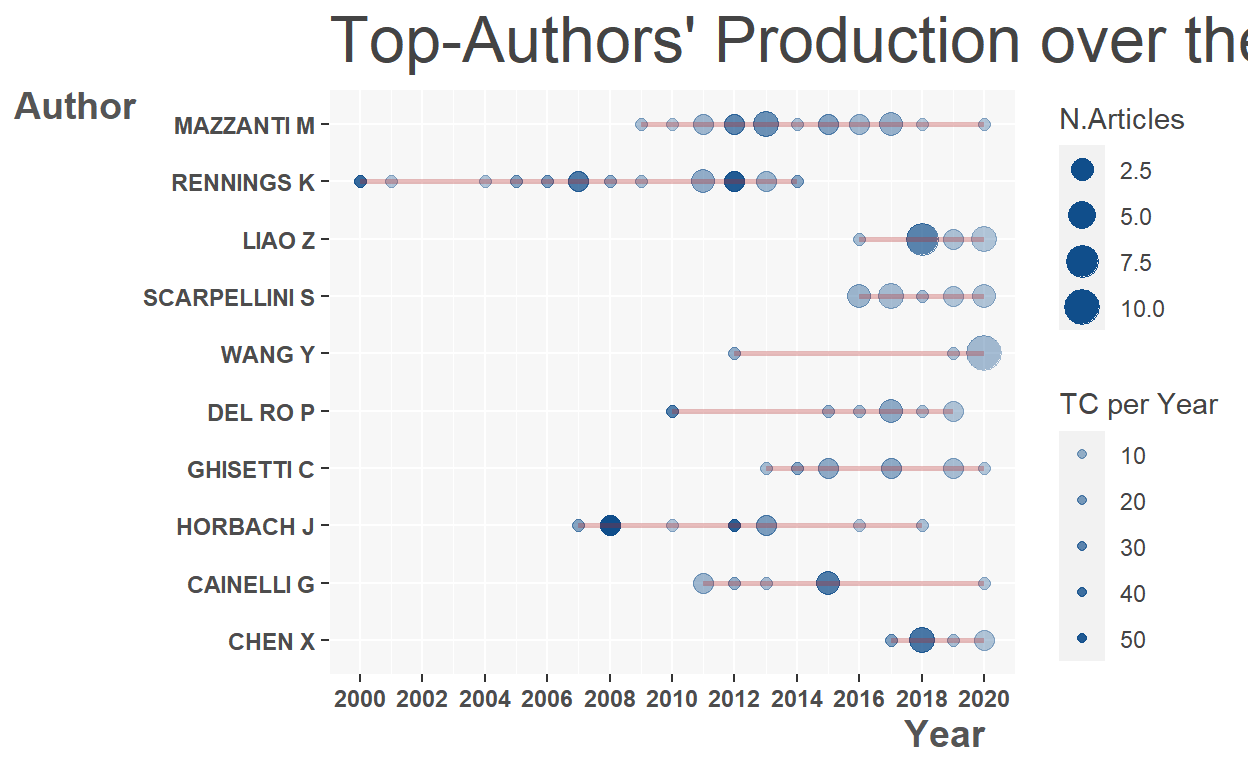 Top-Authors' Production over the
Author
MAZZANTI M
RENNINGS K
LIAO Z
SCARPELLINI S
WANG Y
DEL RO P
GHISETTI C
HORBACH J
CAINELLI G
CHEN X
2000 2002 2004 2006 2008 2010 2012 2014 2016 2018 2020
Year
N.Articles
2.5
5.0
7.5
10.0
TC per Year
10
20
30
40
50